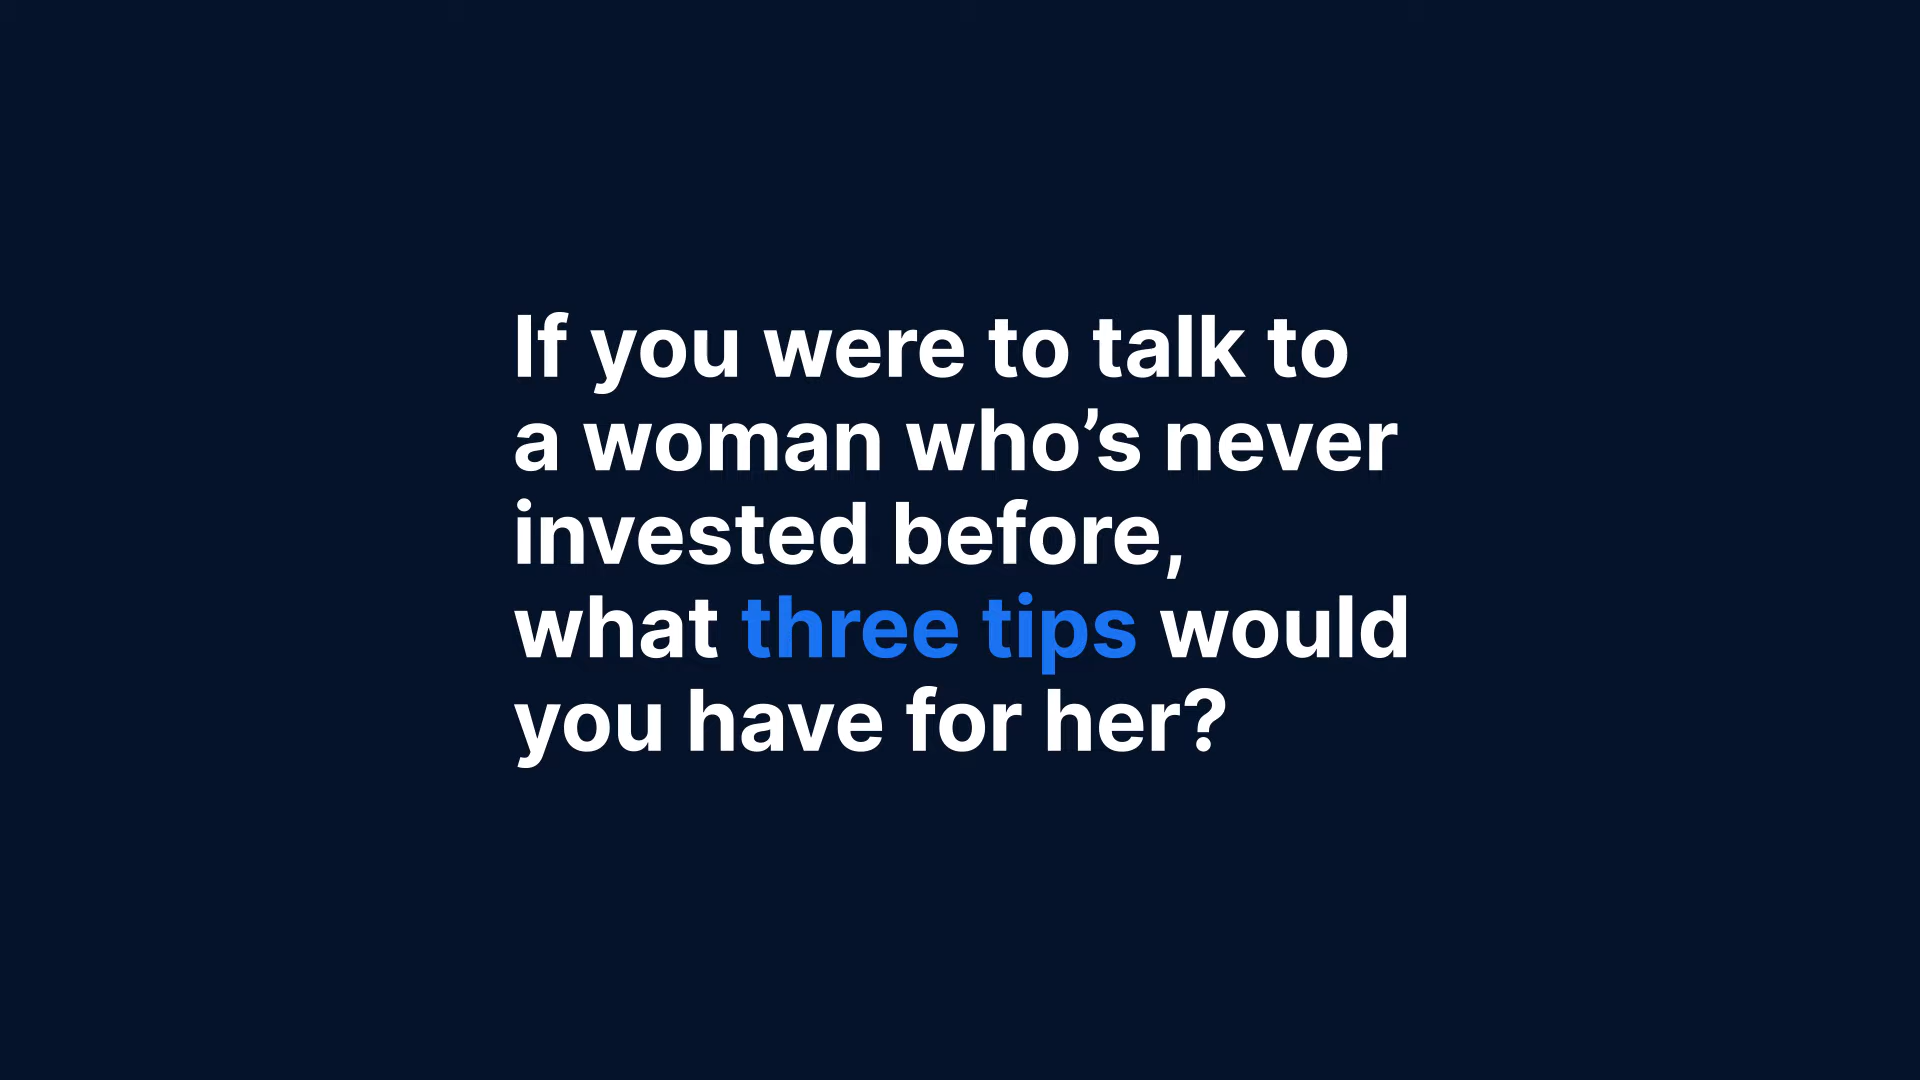 If you were to talk to
a woman who’s never
invested before,
what three tips would
you have for her?